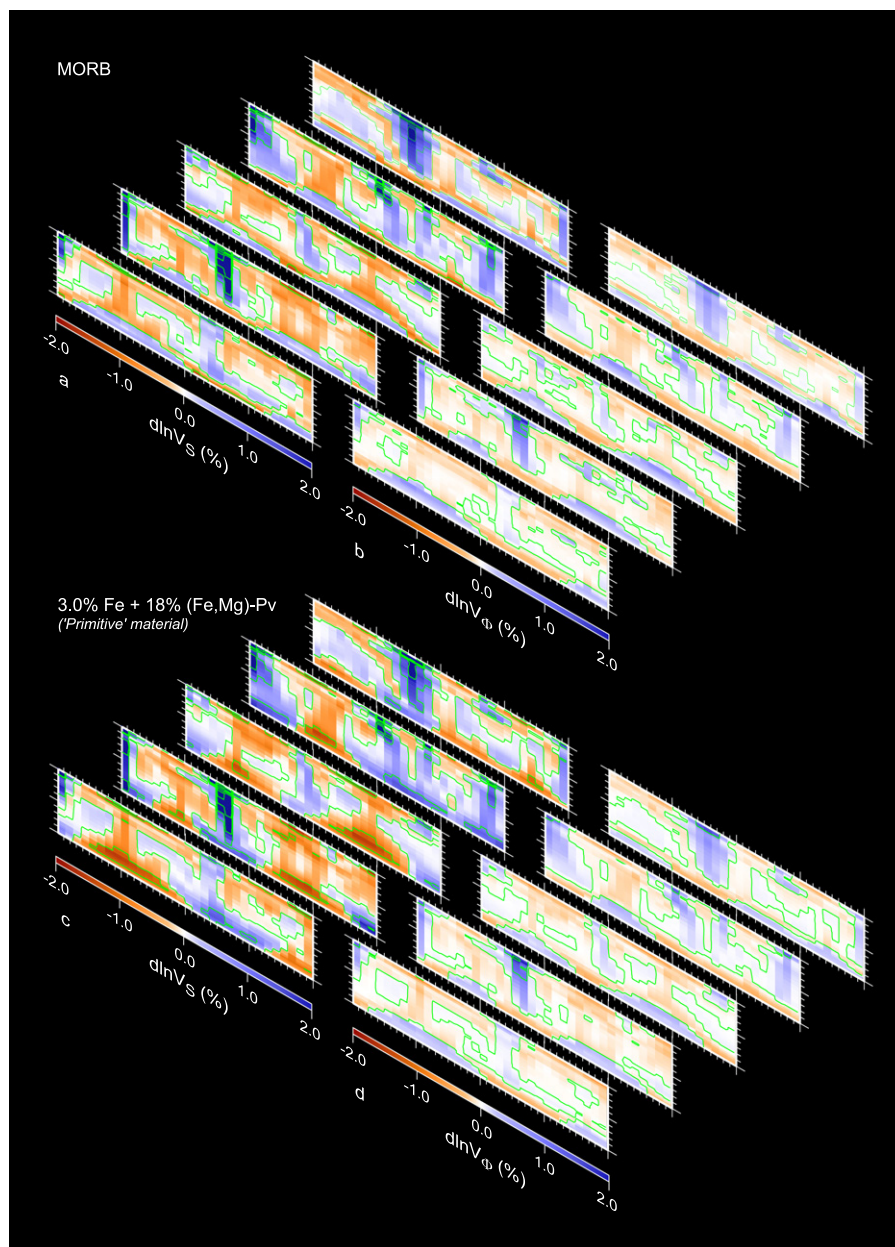 MORB
-2.0
-1.0
0.0
1.0
2.0
a
dlnVS (%)
-2.0
-1.0
0.0
1.0
2.0
b
dlnVΦ (%)
3.0% Fe + 18% (Fe,Mg)-Pv
('Primitive' material)
-2.0
-1.0
0.0
1.0
2.0
c
dlnVS (%)
-2.0
-1.0
0.0
1.0
2.0
d
dlnVΦ (%)